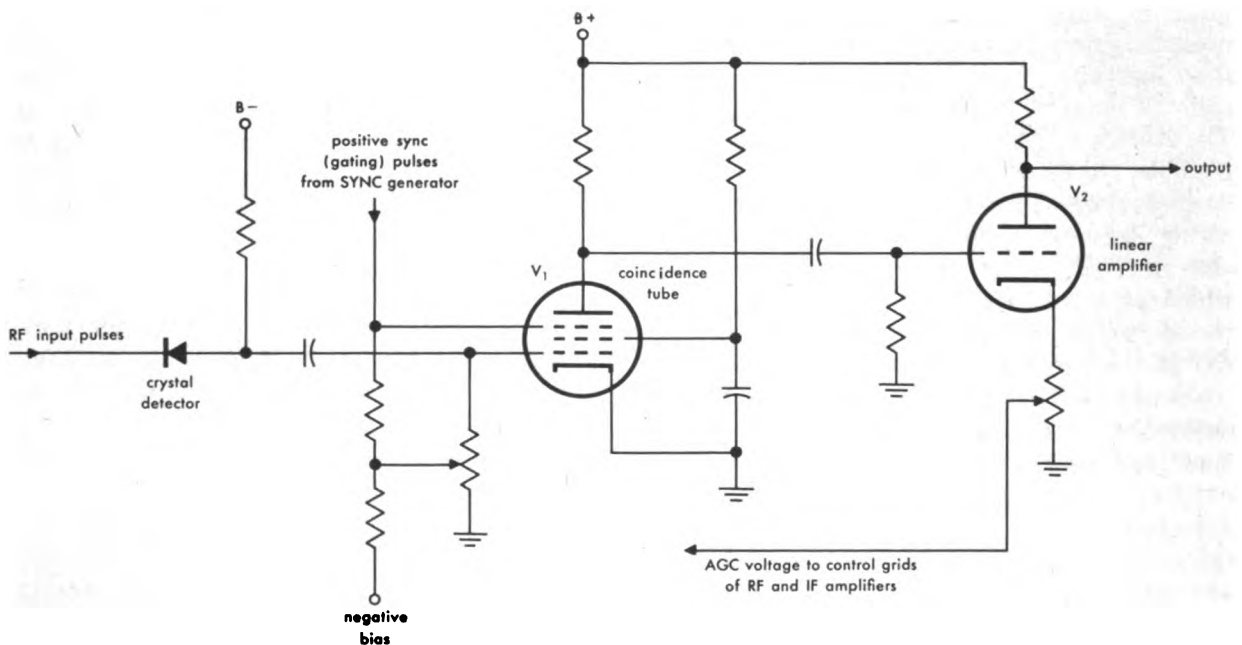 B+
B−
positive sync
(gating) pulses
from SYNC generator
output
V2
V1
coincidence
tube
linear
amplifier
RF input pulses
crystal
detector
AGC voltage to control grids
of RF and IF amplifiers
negative
bias